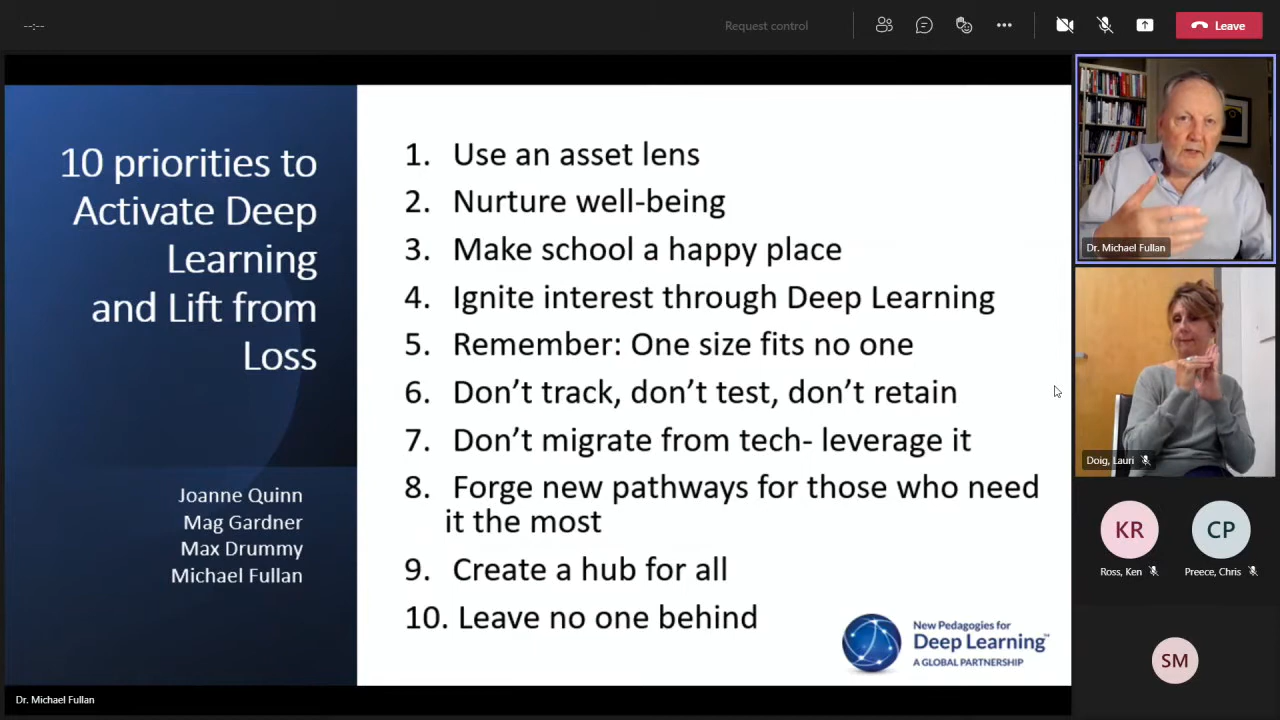 --:--
Request control
Leave
10 priorities to
Activate Deep
Learning
and Lift from
Loss
Joanne Quinn
Mag Gardner
Max Drummy
Michael Fullan
1. Use an asset lens
2. Nurture well-being
3. Make school a happy place
4. Ignite interest through Deep Learning
5. Remember: One size fits no one
6. Don’t track, don’t test, don’t retain
7. Don’t migrate from tech- leverage it
8. Forge new pathways for those who need
it the most
9. Create a hub for all
10. Leave no one behind
New Pedagogies for
Deep Learning™
A GLOBAL PARTNERSHIP
Dr. Michael Fullan
Doig, Lauri
KR
Ross, Ken
CP
Preece, Chris
SM
Dr. Michael Fullan